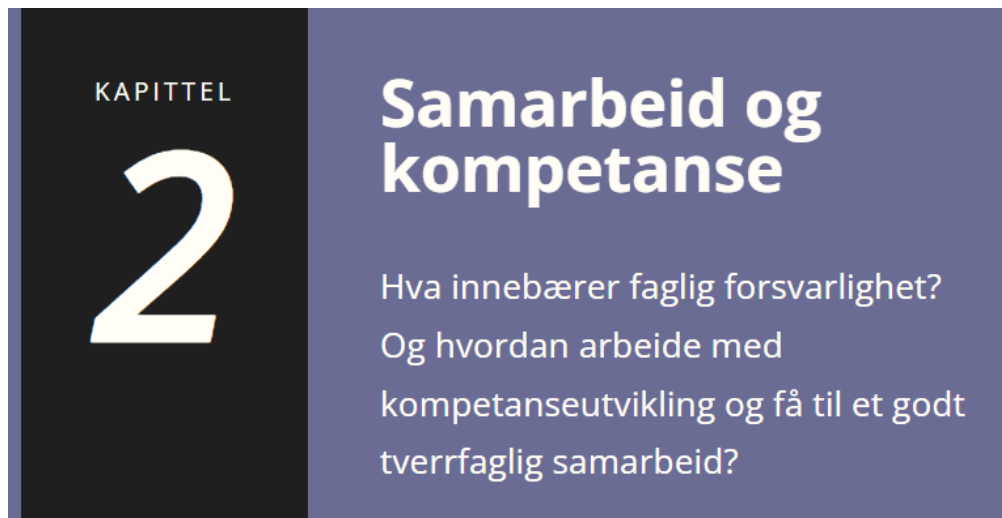 KAPITTEL
2
Samarbeid og
kompetanse
Hva innebærer faglig forsvarlighet?
Og hvordan arbeide med
kompetanseutvikling og få til et godt
tverrfaglig samarbeid?